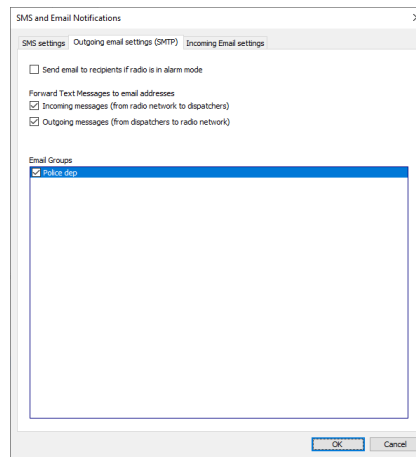 SMS and Email Notifications
SMS settings Outgoing email settings (SMTP) Incoming Email settings
Send email to recipients if radio is in alarm mode
Forward Text Messages to email addresses
Incoming messages (from radio network to dispatchers)
Outgoing messages (from dispatchers to radio network)
Email Groups
Police dep
OK Cancel